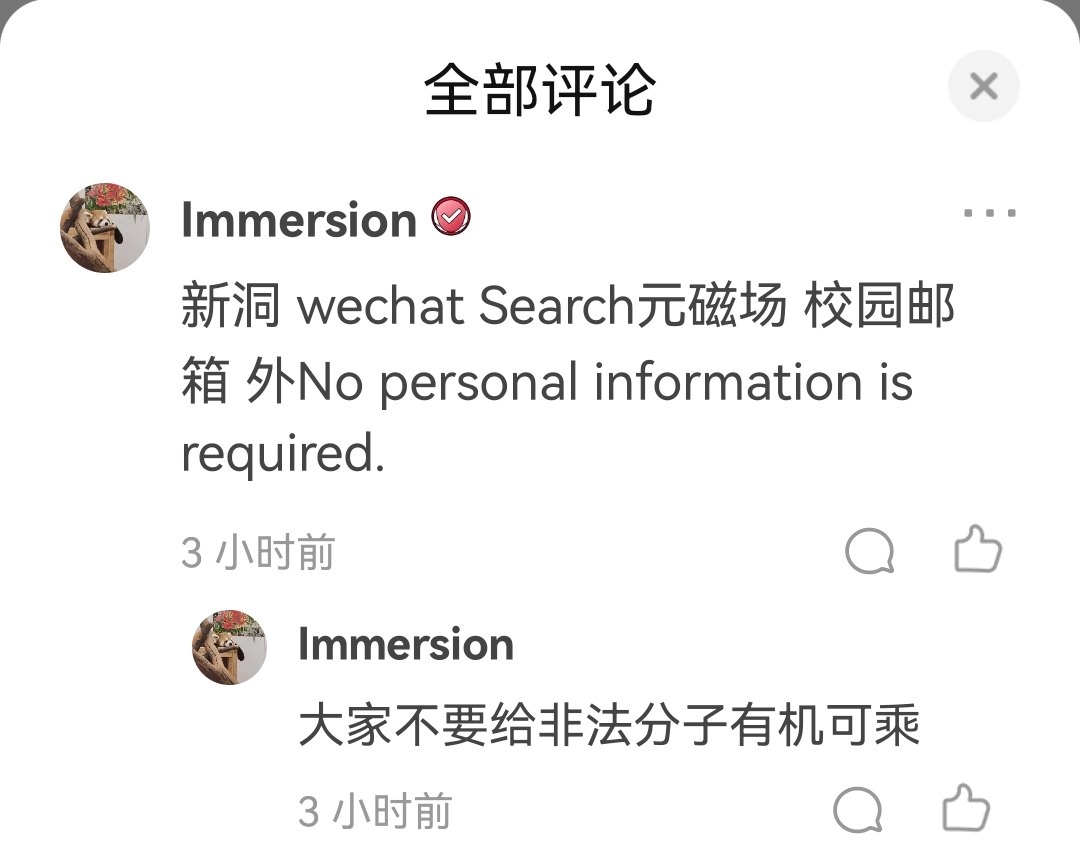 全部评论
Immersion
新洞 wechat Search元磁场 校园邮
箱 外No personal information is
required.
3 小时前
Immersion
大家不要给非法分子有机可乘
3 小时前